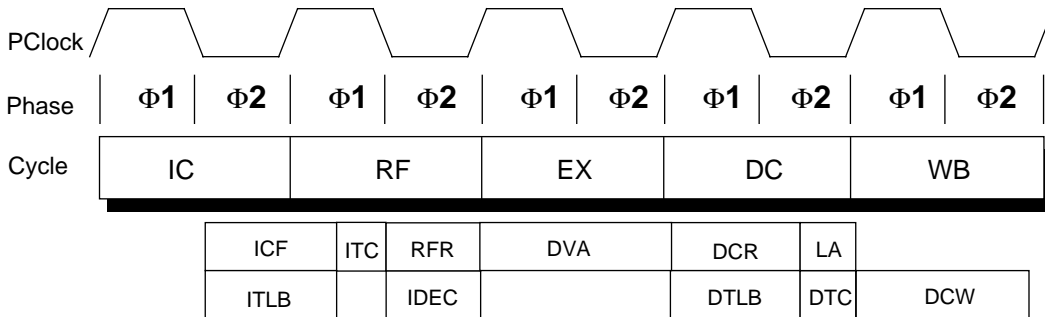 PClock
Phase Φ1 Φ2 Φ1 Φ2 Φ1 Φ2 Φ1 Φ2 Φ1 Φ2
Cycle IC RF EX DC WB
ICF ITC RFR DVA DCR LA
ITLB IDEC DTLB DTC DCW